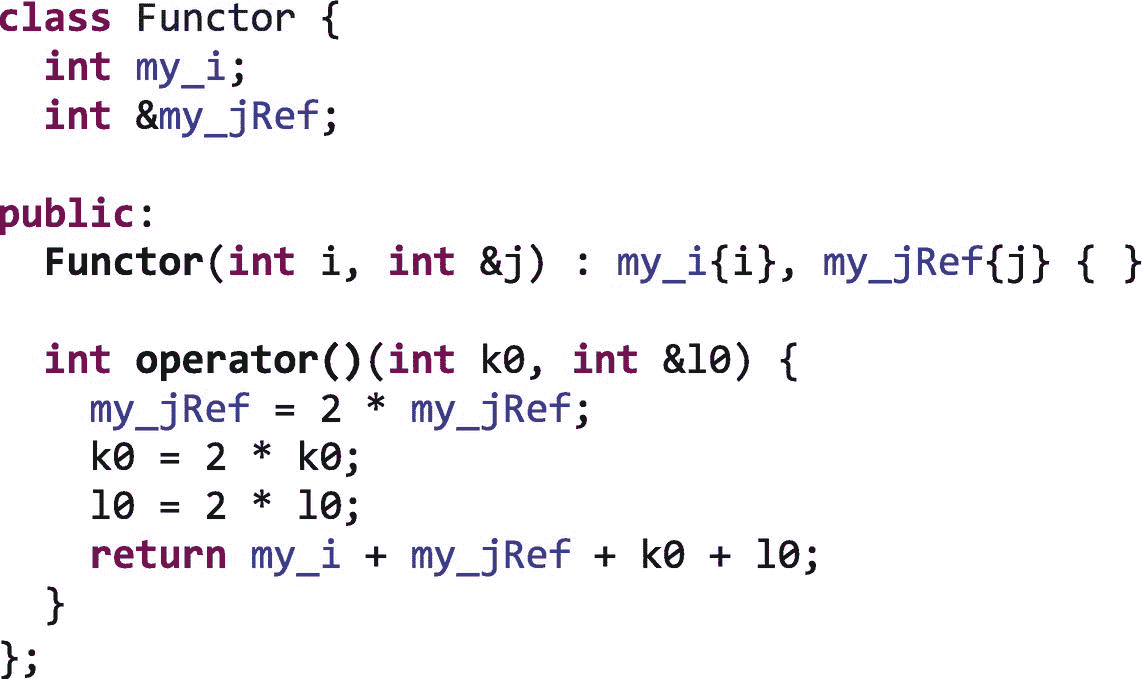 class Functor {
  int my_i;
  int &my_jRef;

public:
  Functor(int i, int &j) : my_i{i}, my_jRef{j} { }

  int operator()(int k0, int &l0) {
    my_jRef = 2 * my_jRef;
    k0 = 2 * k0;
    l0 = 2 * l0;
    return my_i + my_jRef + k0 + l0;
  }
};